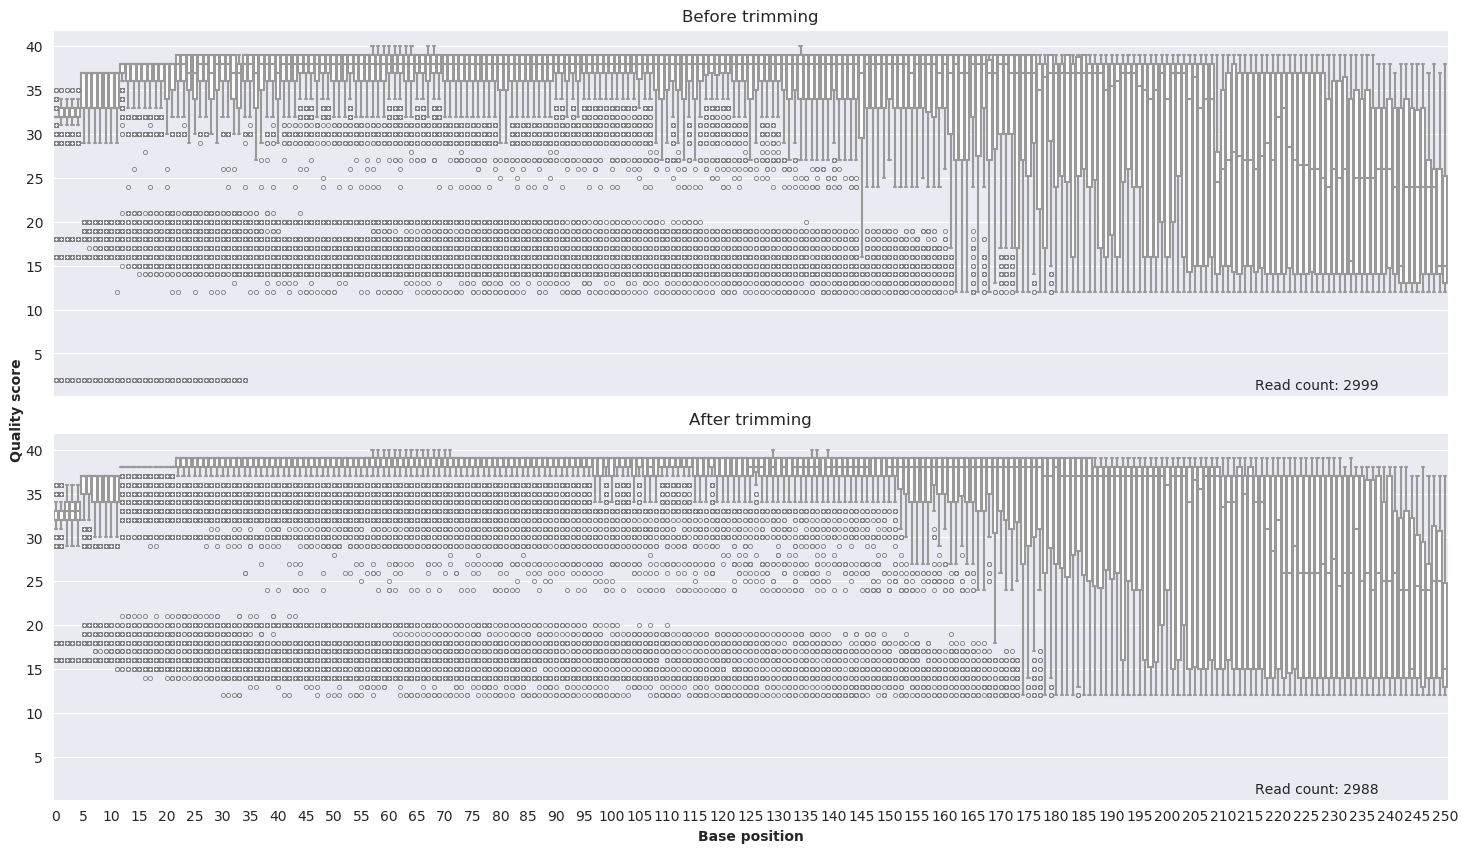 Before trimming
40
35
30
25
20
15
10
5
Read count: 2999
Quality score
After trimming
40
35
30
25
20
15
10
5
Read count: 2988
0 5 10 15 20 25 30 35 40 45 50 55 60 65 70 75 80 85 90 95 100 105 110 115 120 125 130 135 140 145 150 155 160 165 170 175 180 185 190 195 200 205 210 215 220 225 230 235 240 245 250
Base position